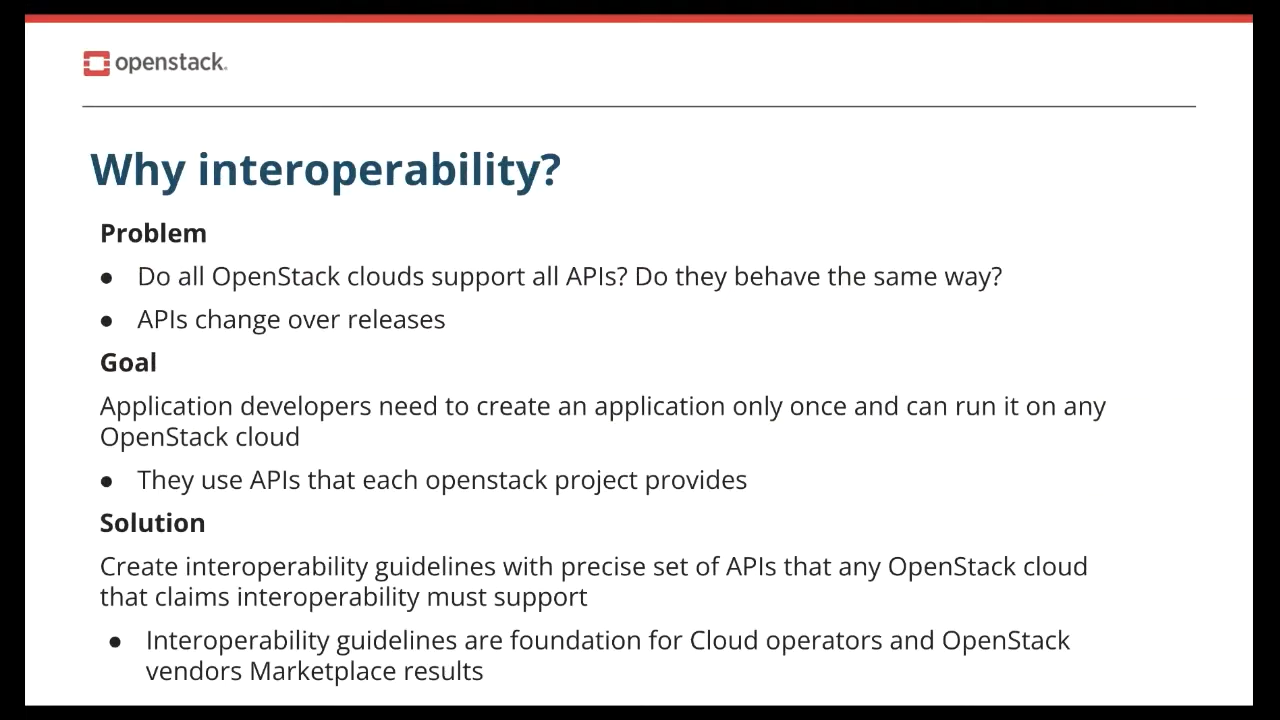 openstack.
Why interoperability?
Problem
● Do all OpenStack clouds support all APIs? Do they behave the same way?
● APIs change over releases
Goal
Application developers need to create an application only once and can run it on any
OpenStack cloud
● They use APIs that each openstack project provides
Solution
Create interoperability guidelines with precise set of APIs that any OpenStack cloud
that claims interoperability must support
● Interoperability guidelines are foundation for Cloud operators and OpenStack
vendors Marketplace results